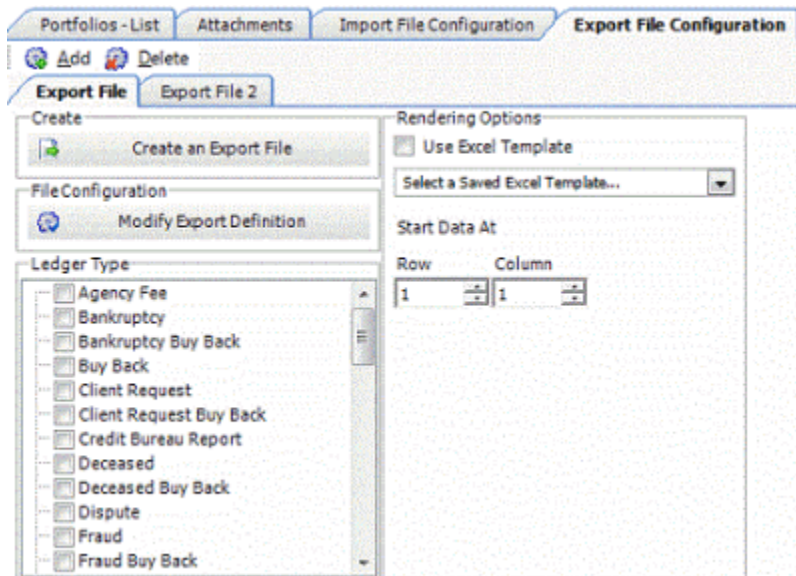 Portfolios - List Attachments Import File Configuration Export File Configuration
Add Delete
Export File Export File 2
Create
Create an Export File
File Configuration
Modify Export Definition
Ledger Type
Agency Fee
Bankruptcy
Bankruptcy Buy Back
Buy Back
Client Request
Client Request Buy Back
Credit Bureau Report
Deceased
Deceased Buy Back
Dispute
Fraud
Fraud Buy Back
Rendering Options
Use Excel Template
Select a Saved Excel Template...
Start Data At
Row Column
1 1